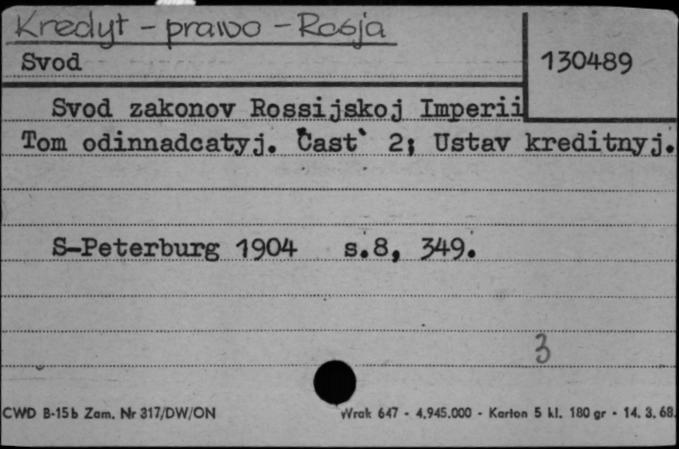 Kredyt - prawo - Rosja
Svod
130489
Svod zakonov Rossijskoj Imperii
Tom odinnadcatyj. Čast` 2; Ustav kreditnyj.
S-Peterburg 1904 s.8, 349.
3
CWD B-15b Zam. Nr 317/DW/ON
Wrak 647 - 4.945.000 - Karton 5 kl. 180 gr - 14. 3. 68.